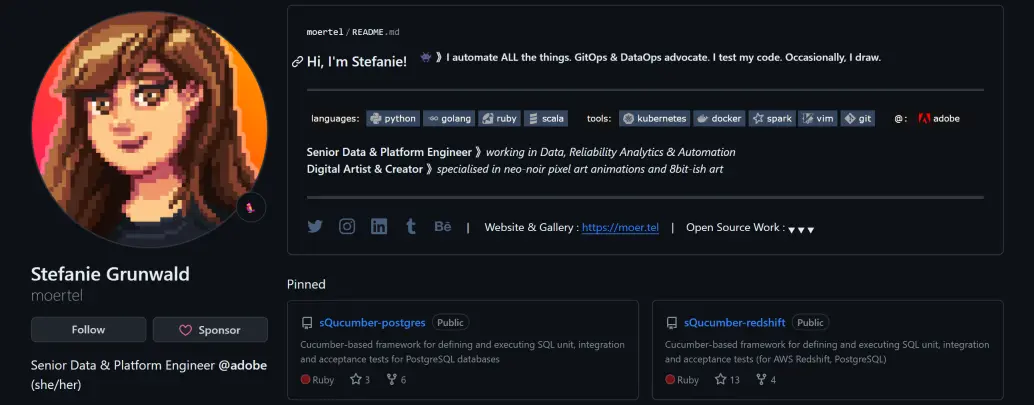 moertel / README.md
Hi, I'm Stefanie!
👾 》I automate ALL the things. GitOps & DataOps advocate. I test my code. Occasionally, I draw.
languages: python golang ruby scala tools: kubernetes docker spark vim git @ : adobe
Senior Data & Platform Engineer 》working in Data, Reliability Analytics & Automation
Digital Artist & Creator 》specialised in neo-noir pixel art animations and 8bit-ish art
Bē | Website & Gallery : https://moer.tel | Open Source Work : ▼ ▼ ▼
Stefanie Grunwald
moertel
Follow
Sponsor
Senior Data & Platform Engineer @adobe
(she/her)
Pinned
sQucumber-postgres Public
Cucumber-based framework for defining and executing SQL unit, integration
and acceptance tests for PostgreSQL databases
Ruby 3 6
sQucumber-redshift Public
Cucumber-based framework for defining and executing SQL unit, integration
and acceptance tests (for AWS Redshift, PostgreSQL)
Ruby 13 4